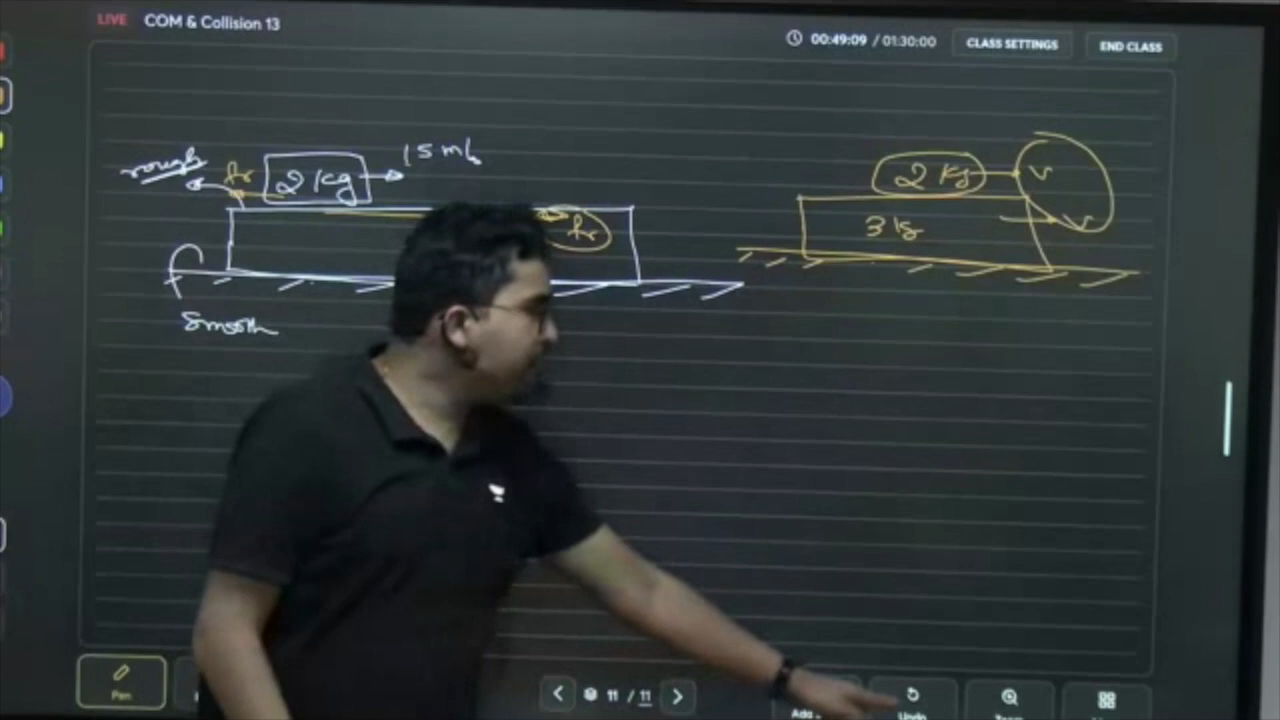 LIVE COM & Collision 13
00:49:09 / 01:30:00 CLASS SETTINGS END CLASS
rough fr 2 kg 15 m/s
fr
Smooth
2 kg v
3 kg v
Pen
11 / 11
Undo